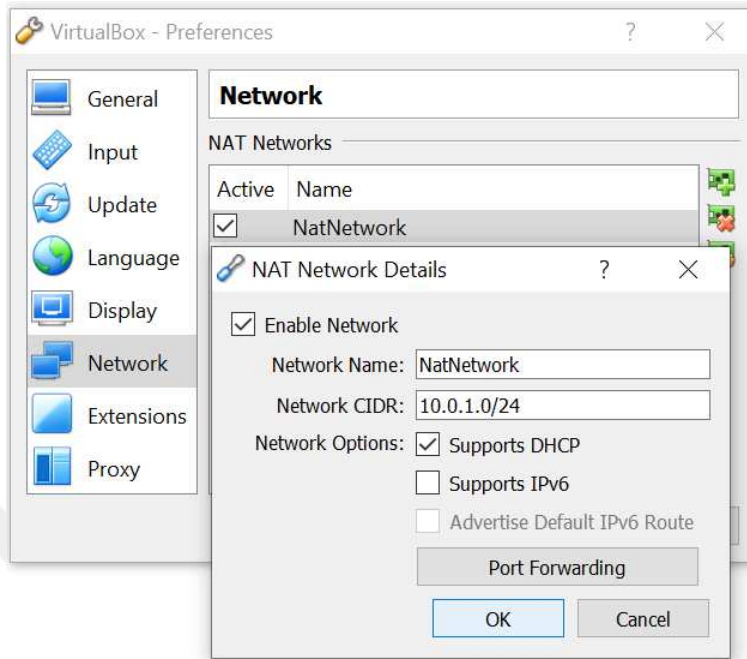 VirtualBox - Preferences ?
General
Input
Update
Language
Display
Network
Extensions
Proxy
Network
NAT Networks
Active Name
NatNetwork
NAT Network Details ?
Enable Network
Network Name: NatNetwork
Network CIDR: 10.0.1.0/24
Network Options: Supports DHCP
Supports IPv6
Advertise Default IPv6 Route
Port Forwarding
OK Cancel